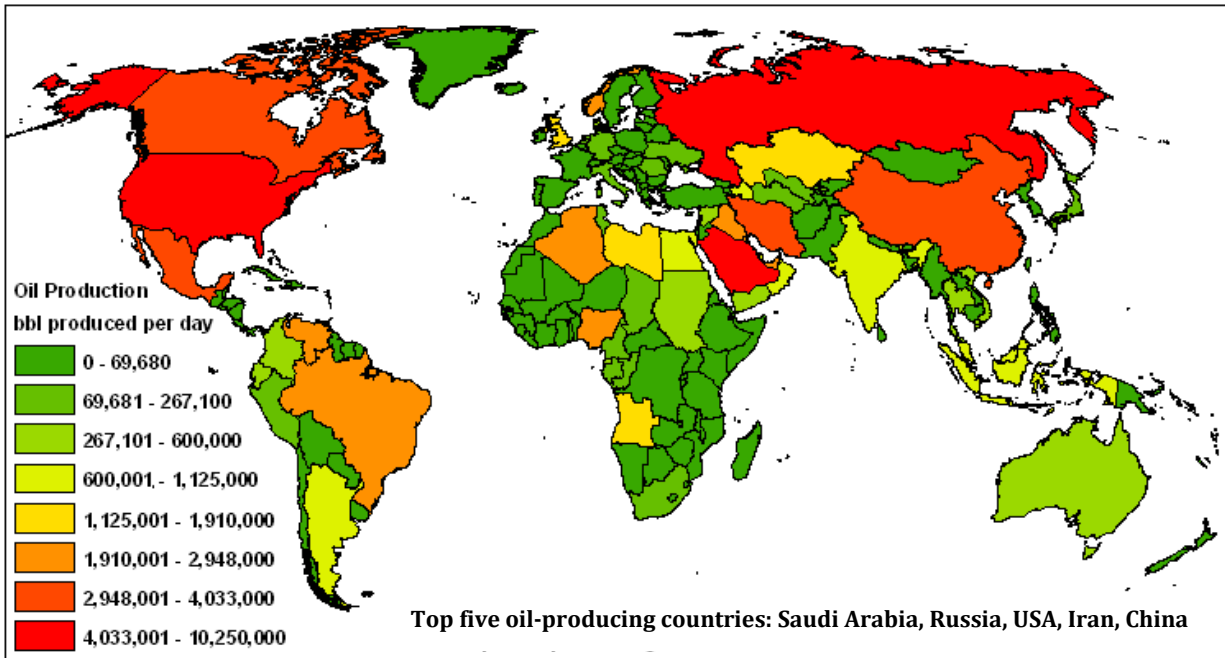 Oil Production
bbl produced per day
0 - 69,680
69,681 - 267,100
267,101 - 600,000
600,001 - 1,125,000
1,125,001 - 1,910,000
1,910,001 - 2,948,000
2,948,001 - 4,033,000
4,033,001 - 10,250,000
Top five oil-producing countries: Saudi Arabia, Russia, USA, Iran, China